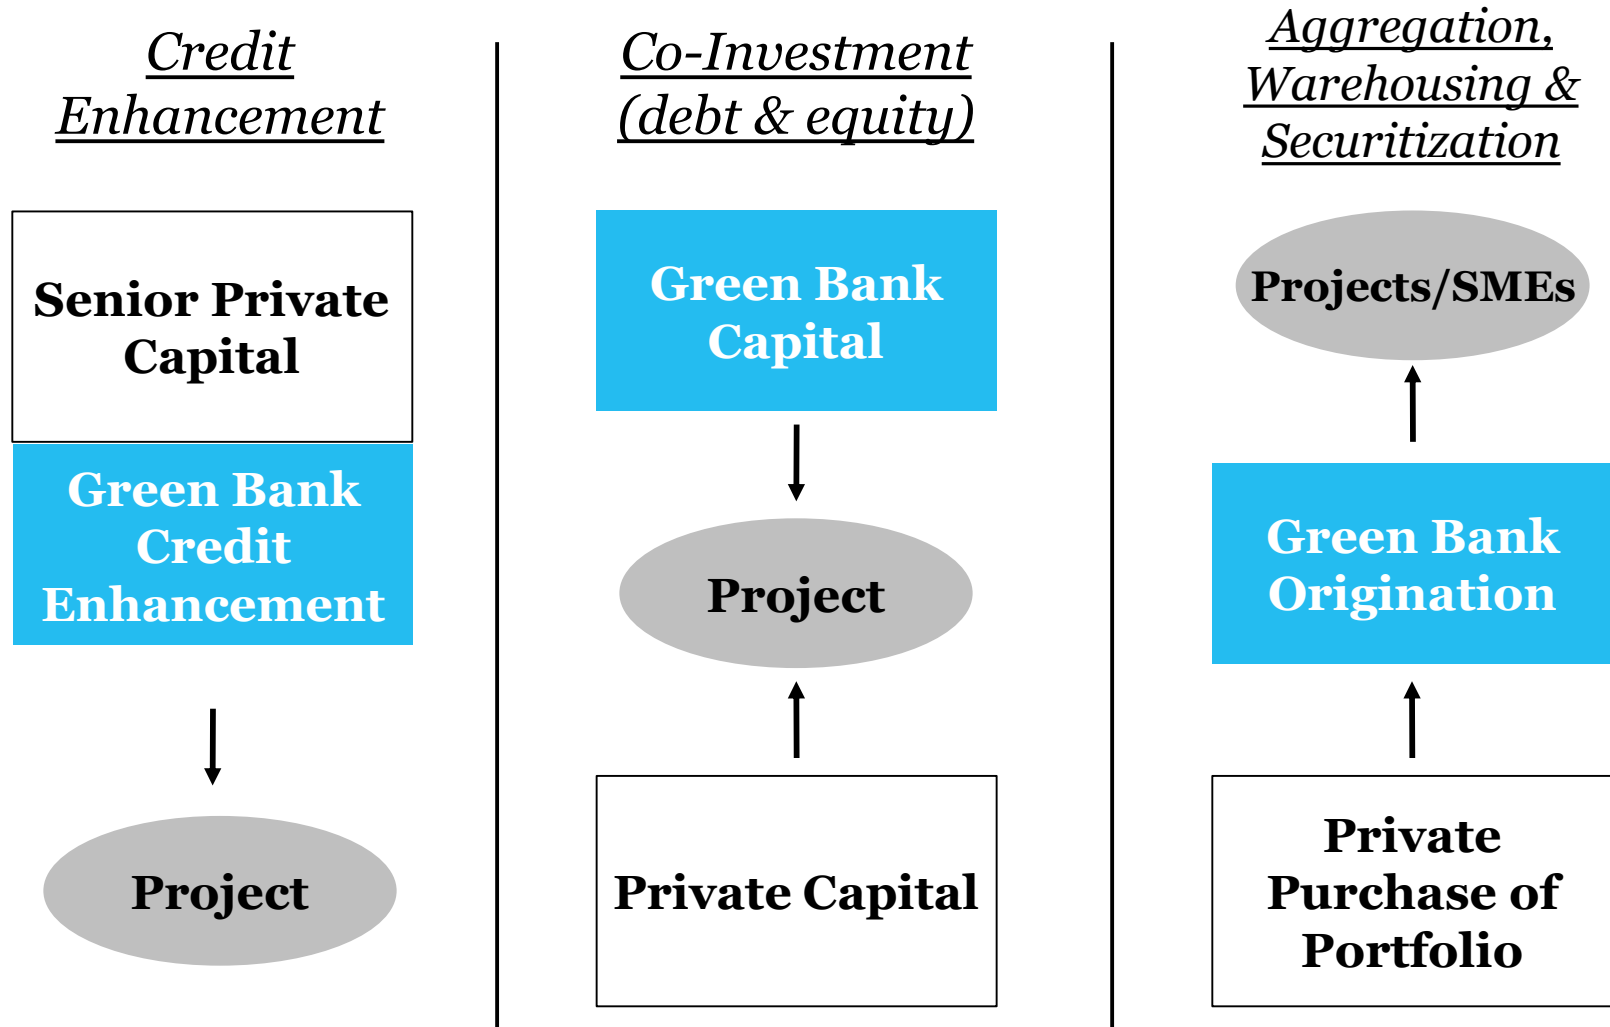 Credit
Enhancement
Senior Private
Capital
Green Bank
Credit
Enhancement
Project
Co-Investment
(debt & equity)
Green Bank
Capital
Project
Private Capital
Aggregation,
Warehousing &
Securitization
Projects/SMEs
Green Bank
Origination
Private
Purchase of
Portfolio